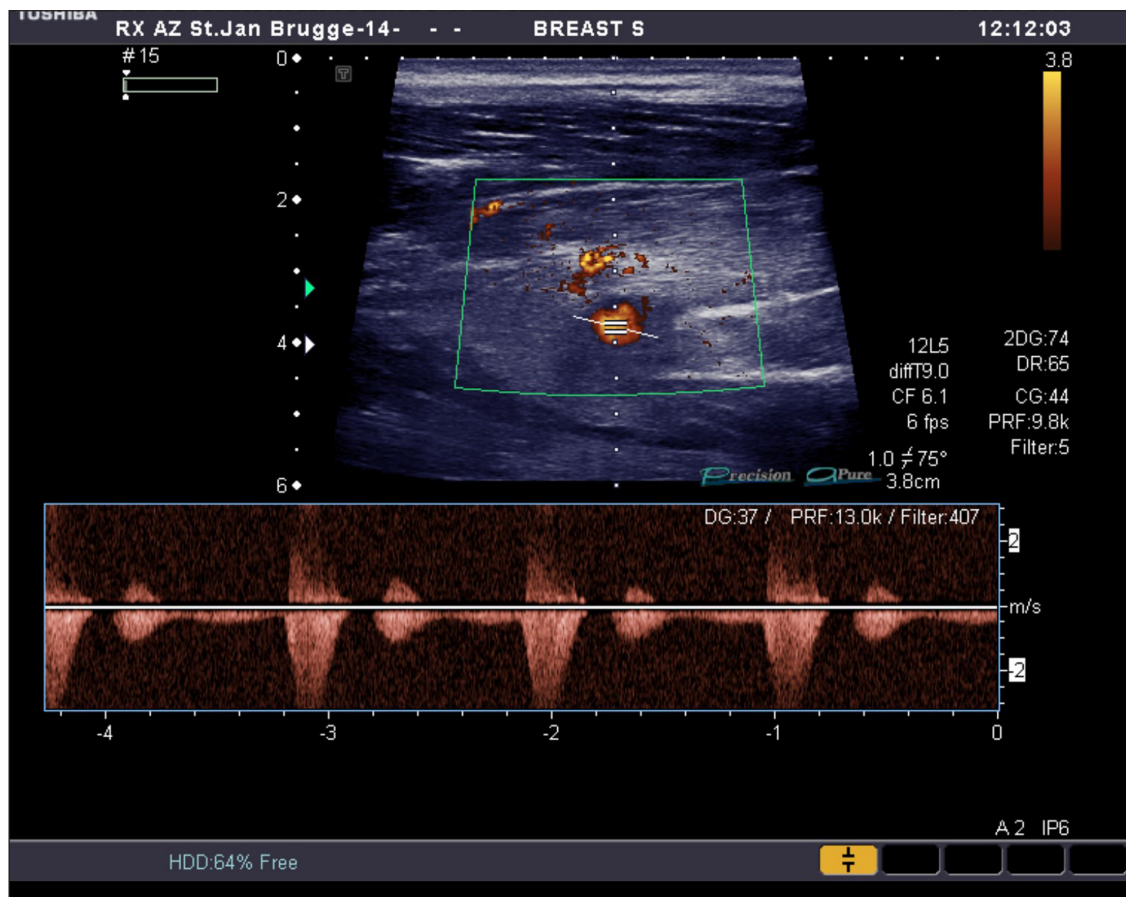 TOSHIBA
RX AZ St.Jan Brugge-14- - - BREAST S 12:12:03
#15
0
T
3.8
2
4
6
12L5
diffT9.0
CF 6.1
6 fps
2DG:74
DR:65
CG:44
PRF:9.8k
Filter:5
1.0 75°
3.8cm
Precision APure
DG:37 / PRF:13.0k / Filter:407
2
m/s
-2
-4 -3 -2 -1 0
A 2 IP6
HDD:64% Free